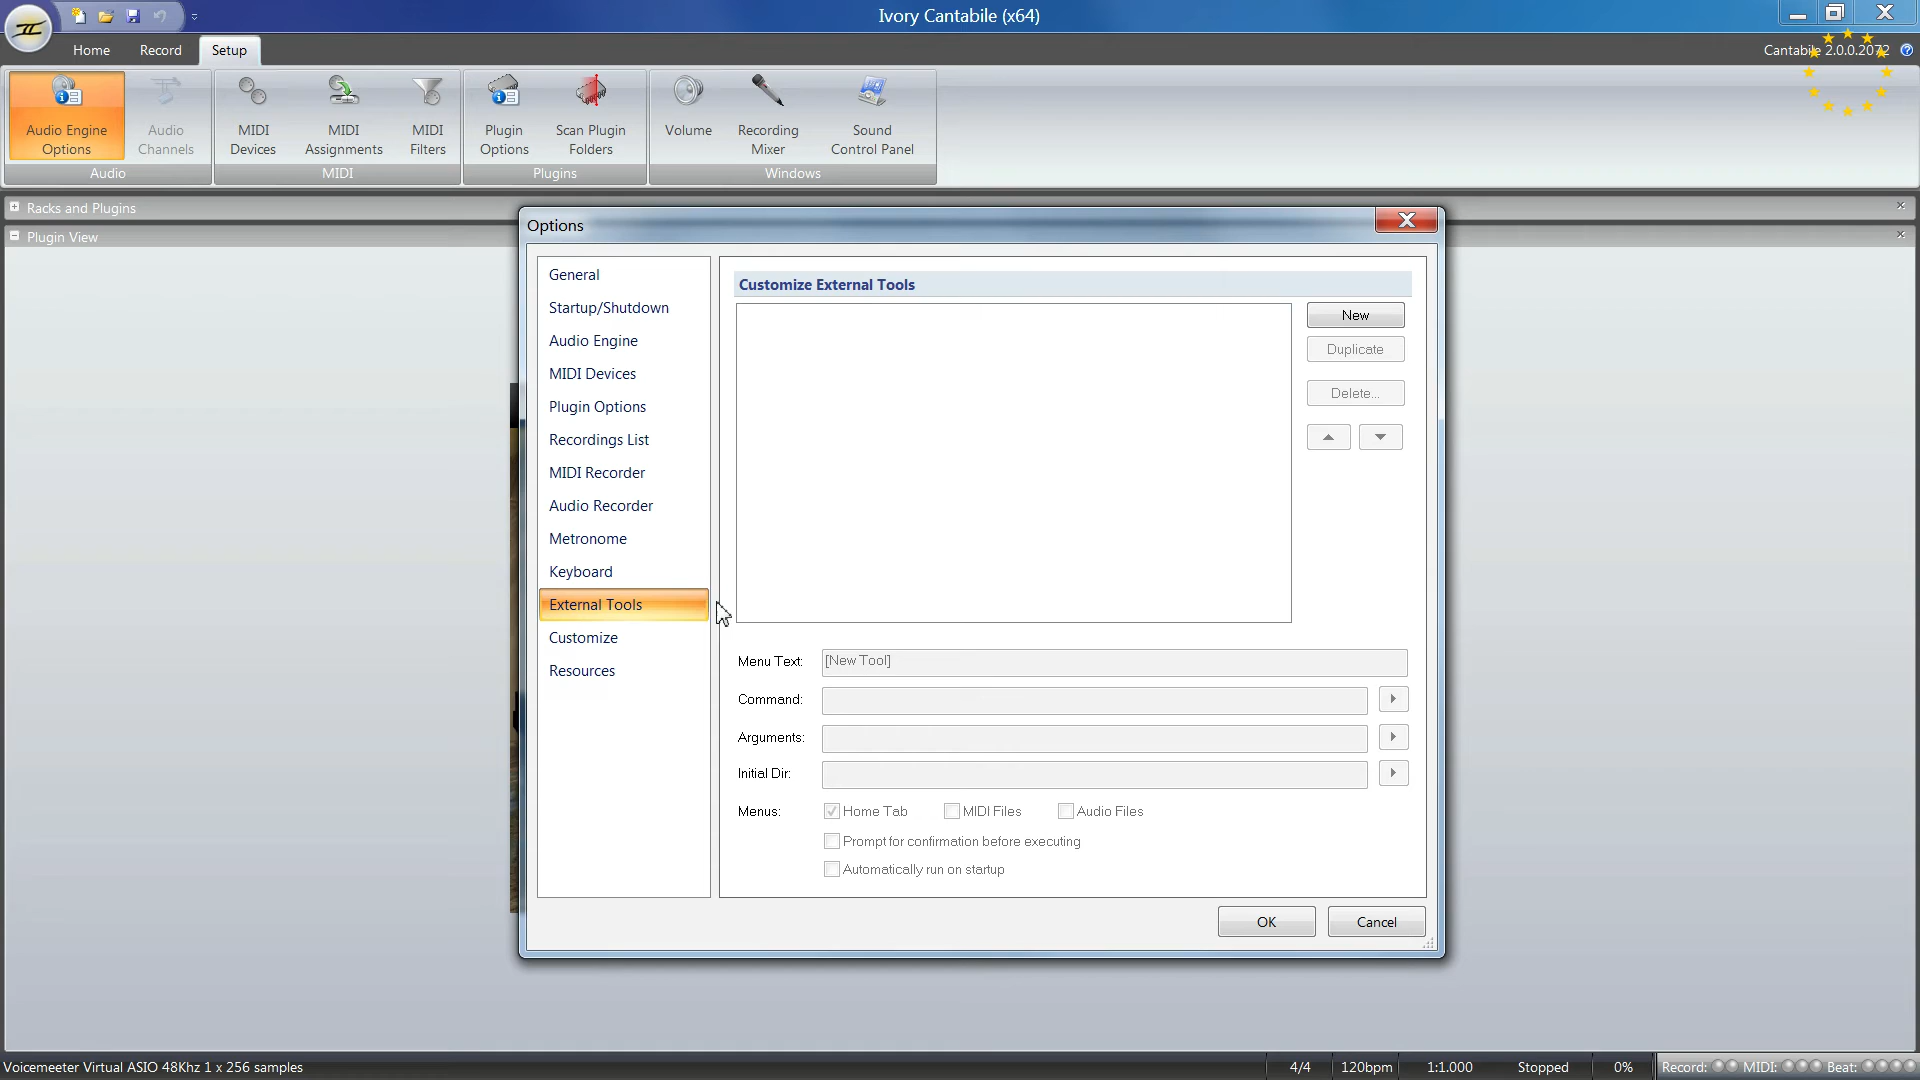 Ivory Cantabile (x64)
Home Record Setup
Cantabile 2.0.0.2072
Audio Engine Options
Audio Channels
MIDI Devices
MIDI Assignments
MIDI Filters
Plugin Options
Scan Plugin Folders
Volume
Recording Mixer
Sound Control Panel
Audio
MIDI
Plugins
Windows
Racks and Plugins
Plugin View
Options
General
Startup/Shutdown
Audio Engine
MIDI Devices
Plugin Options
Recordings List
MIDI Recorder
Audio Recorder
Metronome
Keyboard
External Tools
Customize
Resources
Customize External Tools
New
Duplicate
Delete...
Menu Text: [New Tool]
Command:
Arguments:
Initial Dir:
Menus: Home Tab MIDI Files Audio Files
Prompt for confirmation before executing
Automatically run on startup
OK Cancel
Voicemeeter Virtual ASIO 48Khz 1 x 256 samples
4/4 120bpm 1:1.000 Stopped 0% Record: MIDI: Beat: